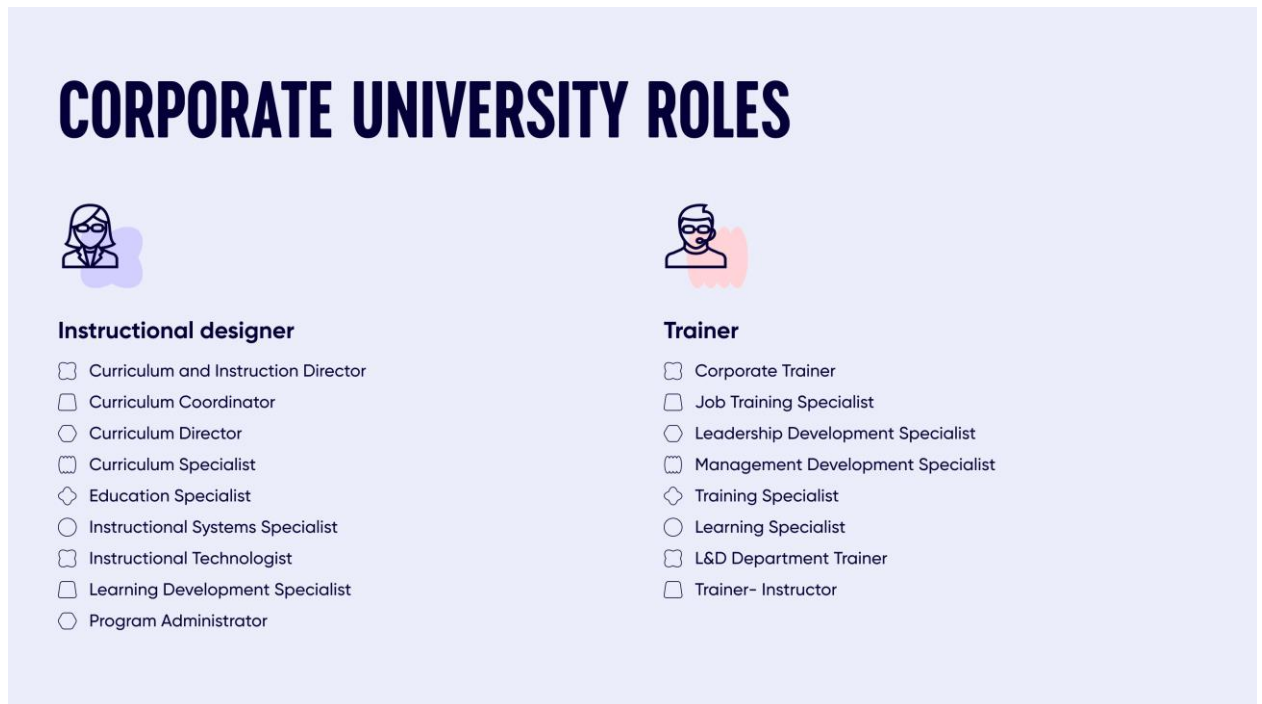 CORPORATE UNIVERSITY ROLES
Instructional designer
Curriculum and Instruction Director
Curriculum Coordinator
Curriculum Director
Curriculum Specialist
Education Specialist
Instructional Systems Specialist
Instructional Technologist
Learning Development Specialist
Program Administrator
Trainer
Corporate Trainer
Job Training Specialist
Leadership Development Specialist
Management Development Specialist
Training Specialist
Learning Specialist
L&D Department Trainer
Trainer- Instructor